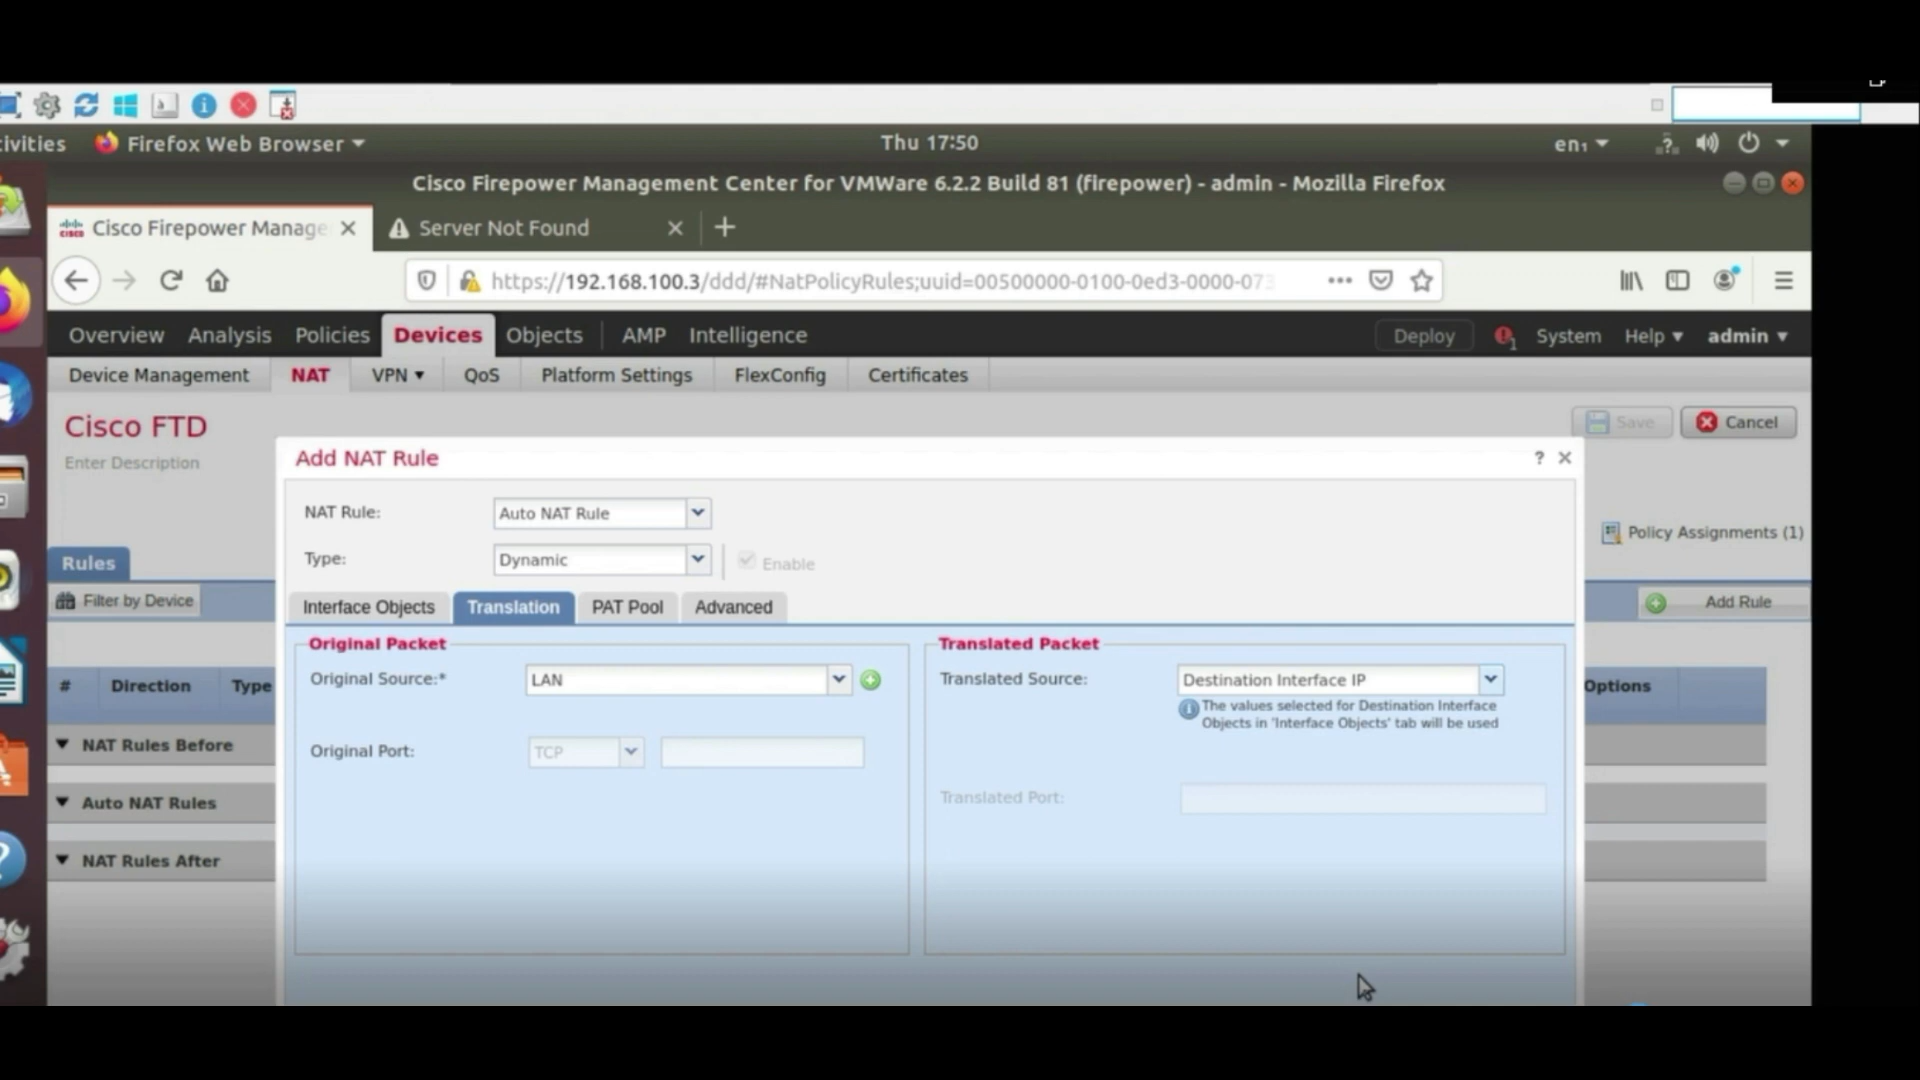 ivities
Firefox Web Browser
Thu 17:50
en₁
Cisco Firepower Management Center for VMWare 6.2.2 Build 81 (firepower) - admin - Mozilla Firefox
Cisco Firepower Manage
Server Not Found
https://192.168.100.3/ddd/#NatPolicyRules;uuid=00500000-0100-0ed3-0000-073
Overview Analysis Policies Devices Objects AMP Intelligence Deploy 1 System Help admin
Device Management NAT VPN QoS Platform Settings FlexConfig Certificates
Cisco FTD
Save Cancel
Enter Description
Add NAT Rule
?
NAT Rule: Auto NAT Rule
Policy Assignments (1)
Type: Dynamic Enable
Rules
Filter by Device
Add Rule
Interface Objects Translation PAT Pool Advanced
Original Packet
Translated Packet
Original Source:* LAN
Translated Source: Destination Interface IP
The values selected for Destination Interface
Objects in 'Interface Objects' tab will be used
# Direction Type Options
NAT Rules Before
Original Port: TCP
Translated Port:
Auto NAT Rules
NAT Rules After